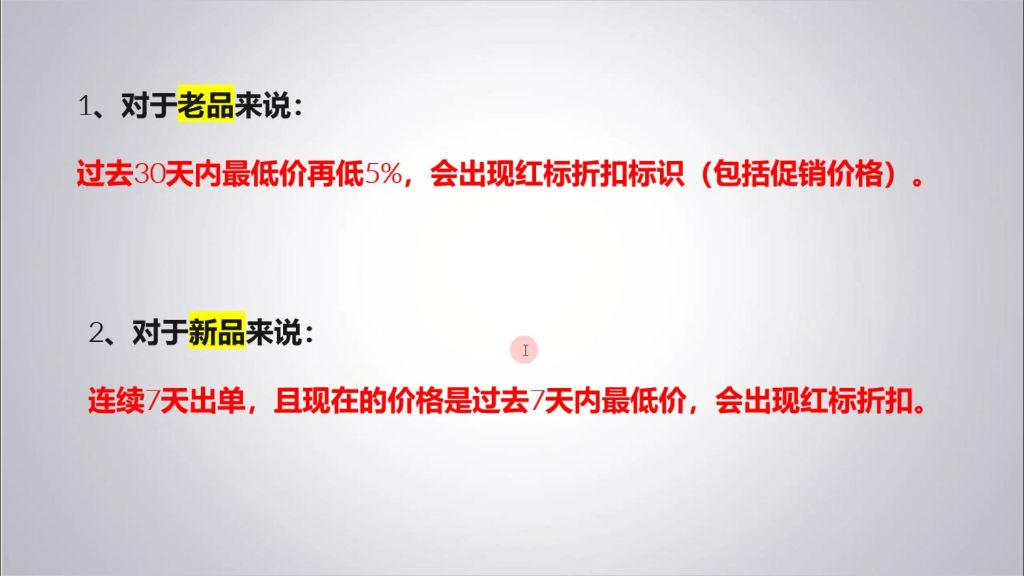 1、对于老品来说：
过去30天内最低价再低5%，会出现红标折扣标识（包括促销价格）。
2、对于新品来说：
连续7天出单，且现在的价格是过去7天内最低价，会出现红标折扣。